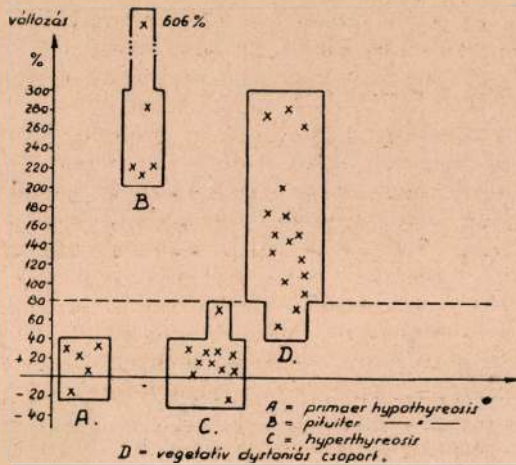 változás
606 %
%
300
280
260
240
220
200
180
160
140
120
100
80
60
40
+ 20
- 20
- 40
B.
D.
A.
C.
A = primaer hypothyreosis
B = pituiter — " —
C = hyperthyreosis
D = vegetativ dystoniás csoport.